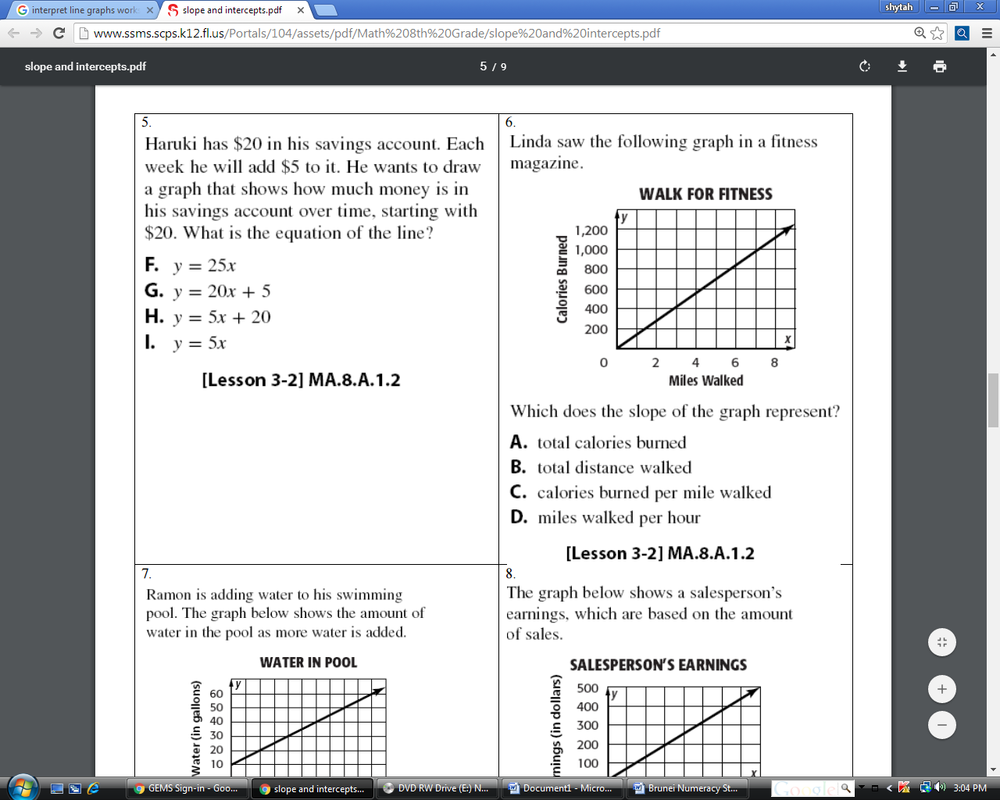 interpret line graphs work
slope and intercepts.pdf
shytah
www.ssms.scps.k12.fl.us/Portals/104/assets/pdf/Math%208th%20Grade/slope%20and%20intercepts.pdf
slope and intercepts.pdf
5 / 9
5.
Haruki has $20 in his savings account. Each
week he will add $5 to it. He wants to draw
a graph that shows how much money is in
his savings account over time, starting with
$20. What is the equation of the line?
F. y = 25x
G. y = 20x + 5
H. y = 5x + 20
I. y = 5x
[Lesson 3-2] MA.8.A.1.2
6.
Linda saw the following graph in a fitness
magazine.
WALK FOR FITNESS
Calories Burned
y
1,200
1,000
800
600
400
200
x
0 2 4 6 8
Miles Walked
Which does the slope of the graph represent?
A. total calories burned
B. total distance walked
C. calories burned per mile walked
D. miles walked per hour
[Lesson 3-2] MA.8.A.1.2
7.
Ramon is adding water to his swimming
pool. The graph below shows the amount of
water in the pool as more water is added.
WATER IN POOL
Water (in gallons)
y
60
50
40
30
20
10
8.
The graph below shows a salesperson's
earnings, which are based on the amount
of sales.
SALESPERSON'S EARNINGS
nings (in dollars)
y
500
400
300
200
100
x
GEMS Sign-in - Goo...
slope and intercepts...
DVD RW Drive (E:) N...
Document1 - Micro...
Brunei Numeracy St...
Google
3:04 PM